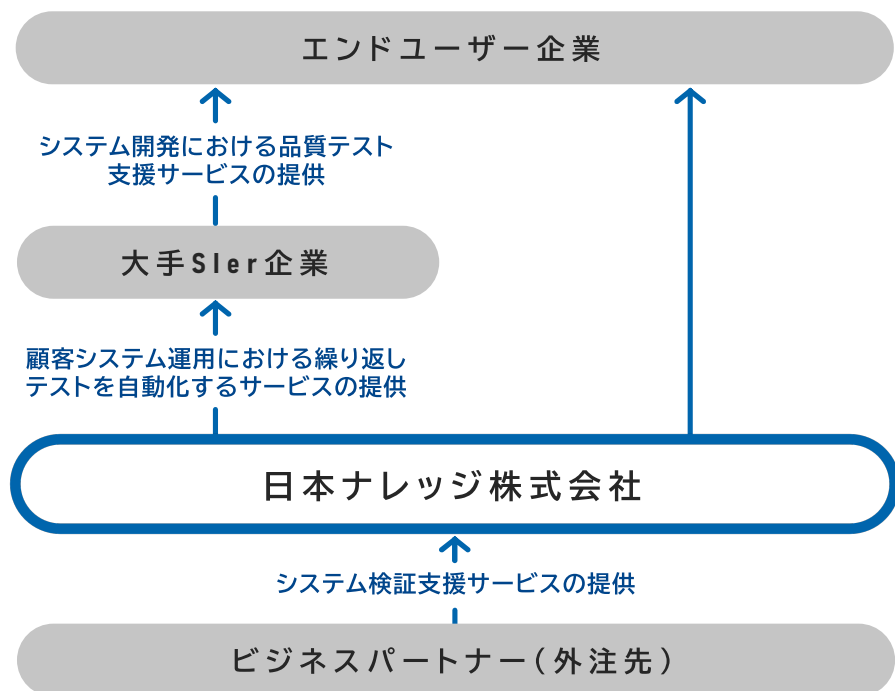 エンドユーザー企業
システム開発における品質テスト
支援サービスの提供
大手SIer企業
顧客システム運用における繰り返し
テストを自動化するサービスの提供
日本ナレッジ株式会社
システム検証支援サービスの提供
ビジネスパートナー(外注先)